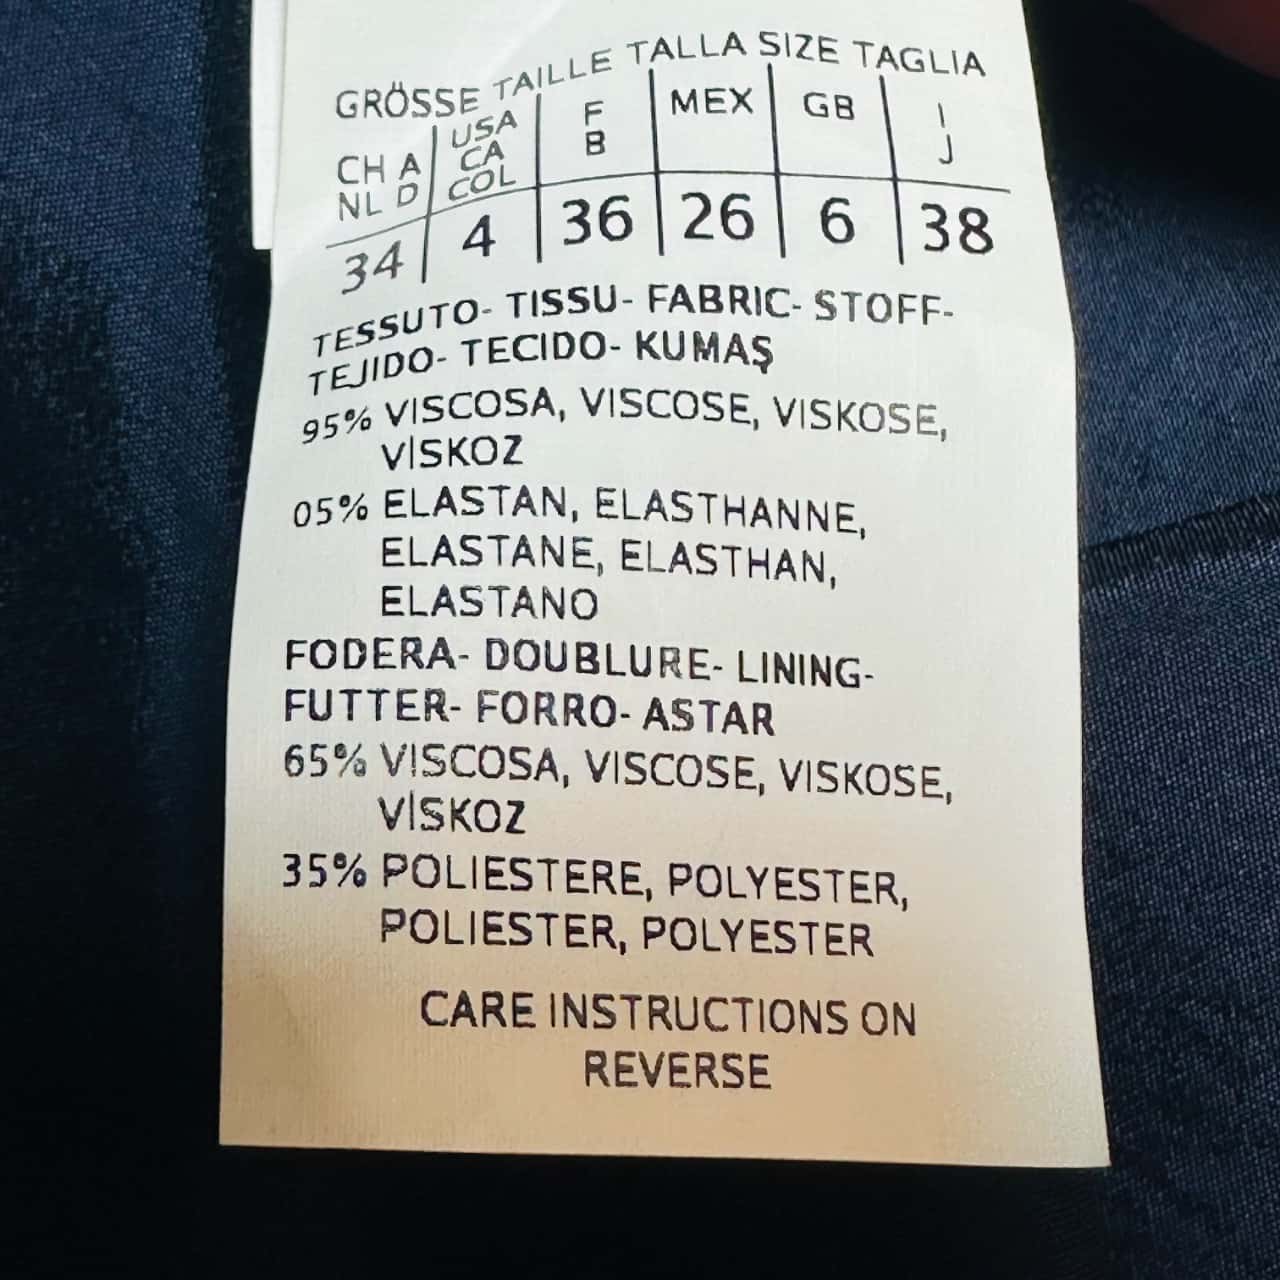 GRÖSSE TAILLE TALLA SIZE TAGLIA
CH A NL D USA CA COL F B MEX GB I J
34 4 36 26 6 38
TESSUTO- TISSU- FABRIC- STOFF-
TEJIDO- TECIDO- KUMAŞ
95% VISCOSA, VISCOSE, VISKOSE,
VİSKOZ
05% ELASTAN, ELASTHANNE,
ELASTANE, ELASTHAN,
ELASTANO
FODERA- DOUBLURE- LINING-
FUTTER- FORRO- ASTAR
65% VISCOSA, VISCOSE, VISKOSE,
VİSKOZ
35% POLIESTERE, POLYESTER,
POLIESTER, POLYESTER
CARE INSTRUCTIONS ON
REVERSE